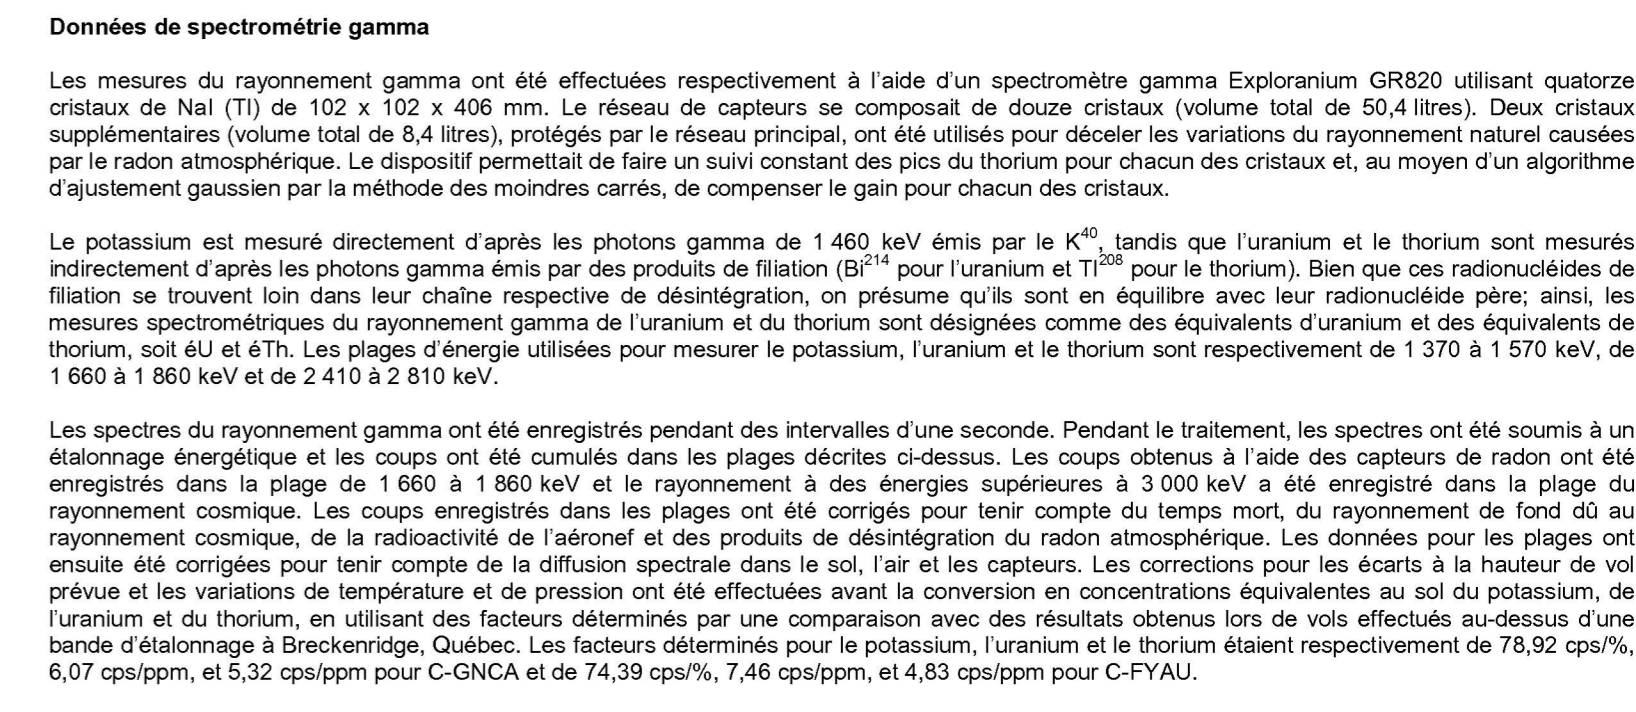 Données de spectrométrie gamma
Les mesures du rayonnement gamma ont été effectuées respectivement à l'aide d'un spectromètre gamma Exploranium GR820 utilisant quatorze
cristaux de NaI (Tl) de 102 x 102 x 406 mm. Le réseau de capteurs se composait de douze cristaux (volume total de 50,4 litres). Deux cristaux
supplémentaires (volume total de 8,4 litres), protégés par le réseau principal, ont été utilisés pour déceler les variations du rayonnement naturel causées
par le radon atmosphérique. Le dispositif permettait de faire un suivi constant des pics du thorium pour chacun des cristaux et, au moyen d'un algorithme
d'ajustement gaussien par la méthode des moindres carrés, de compenser le gain pour chacun des cristaux.
Le potassium est mesuré directement d'après les photons gamma de 1 460 keV émis par le K⁴⁰, tandis que l'uranium et le thorium sont mesurés
indirectement d'après les photons gamma émis par des produits de filiation (Bi²¹⁴ pour l'uranium et Tl²⁰⁸ pour le thorium). Bien que ces radionucléides de
filiation se trouvent loin dans leur chaîne respective de désintégration, on présume qu'ils sont en équilibre avec leur radionucléide père; ainsi, les
mesures spectrométriques du rayonnement gamma de l'uranium et du thorium sont désignées comme des équivalents d'uranium et des équivalents de
thorium, soit éU et éTh. Les plages d'énergie utilisées pour mesurer le potassium, l'uranium et le thorium sont respectivement de 1 370 à 1 570 keV, de
1 660 à 1 860 keV et de 2 410 à 2 810 keV.
Les spectres du rayonnement gamma ont été enregistrés pendant des intervalles d'une seconde. Pendant le traitement, les spectres ont été soumis à un
étalonnage énergétique et les coups ont été cumulés dans les plages décrites ci-dessus. Les coups obtenus à l'aide des capteurs de radon ont été
enregistrés dans la plage de 1 660 à 1 860 keV et le rayonnement à des énergies supérieures à 3 000 keV a été enregistré dans la plage du
rayonnement cosmique. Les coups enregistrés dans les plages ont été corrigés pour tenir compte du temps mort, du rayonnement de fond dû au
rayonnement cosmique, de la radioactivité de l'aéronef et des produits de désintégration du radon atmosphérique. Les données pour les plages ont
ensuite été corrigées pour tenir compte de la diffusion spectrale dans le sol, l'air et les capteurs. Les corrections pour les écarts à la hauteur de vol
prévue et les variations de température et de pression ont été effectuées avant la conversion en concentrations équivalentes au sol du potassium, de
l'uranium et du thorium, en utilisant des facteurs déterminés par une comparaison avec des résultats obtenus lors de vols effectués au-dessus d'une
bande d'étalonnage à Breckenridge, Québec. Les facteurs déterminés pour le potassium, l'uranium et le thorium étaient respectivement de 78,92 cps/%,
6,07 cps/ppm, et 5,32 cps/ppm pour C-GNCA et de 74,39 cps/%, 7,46 cps/ppm, et 4,83 cps/ppm pour C-FYAU.